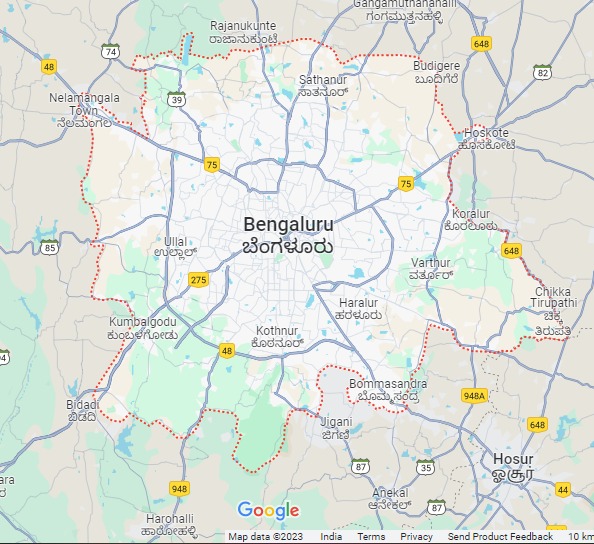 Gangamuthanahalli
ಗಂಗಮುತ್ತನಹಳ್ಳಿ
Rajanukunte
ರಾಜಾನುಕುಂಟೆ
74
648
48
Budigere
ಬೂದಿಗೆರೆ
82
Sathanur
ಸಾತನೂರ್
Nelamangala
Town
ನೆಲಮಂಗಲ
39
Hoskote
ಹೊಸಕೋಟೆ
75
75
Koralur
ಕೊರಲೂರು
Bengaluru
ಬೆಂಗಳೂರು
85
Ullal
ಉಲ್ಲಾಳ್
648
Varthur
ವರ್ತೂರ್
275
Chikka
Tirupathi
ಚಿಕ್ಕ
ತಿರುಪತಿ
Haralur
ಹರಳೂರು
Kumbalgodu
ಕುಂಬಳಗೋಡು
Kothnur
ಕೊಠನೂರ್
48
Bommasandra
ಬೊಮ್ಮಸಂದ್ರ
948A
Bidadi
ಬಿಡದಿ
Jigani
ಜಿಗಣಿ
648
Hosur
ஓசூர்
87
35
948
44
Anekal
ಆನೇಕಲ್
87
Harohalli
ಹಾರೋಹಳ್ಳಿ
Google
Map data ©2023 India Terms Privacy Send Product Feedback 10 km